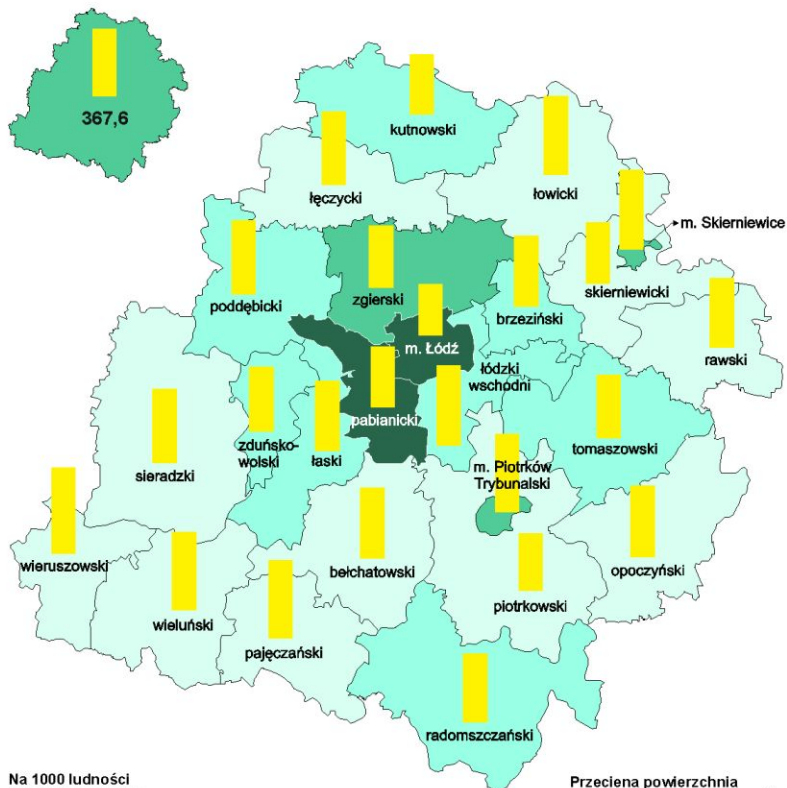 367,6
kutnowski
łęczycki
łowicki
m. Skierniewice
skierniewicki
poddębicki
zgierski
brzeziński
rawski
m. Łódź
łódzki
wschodni
pabianicki
zduńsko-
wolski
łaski
tomaszowski
sieradzki
m. Piotrków
Trybunalski
wieruszowski
bełchatowski
opoczyński
piotrkowski
wieluński
pajęczański
radomszczański
Na 1000 ludności
Przeciena powierzchnia